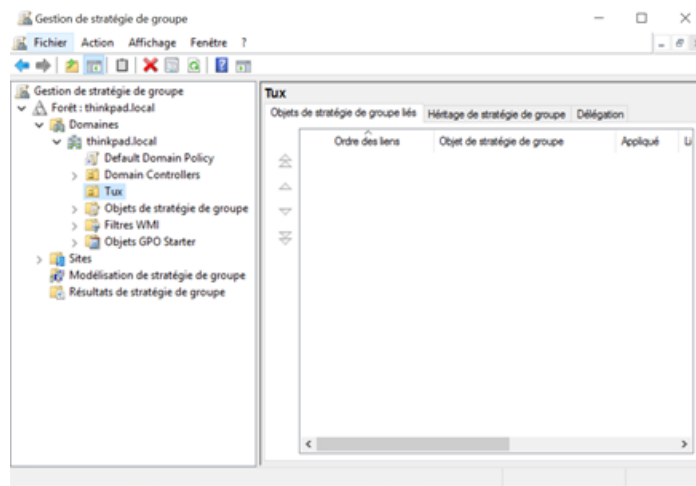 Gestion de stratégie de groupe
Fichier Action Affichage Fenêtre ?
Gestion de stratégie de groupe
Forêt : thinkpad.local
Domaines
thinkpad.local
Default Domain Policy
Domain Controllers
Tux
Objets de stratégie de groupe
Filtres WMI
Objets GPO Starter
Sites
Modélisation de stratégie de groupe
Résultats de stratégie de groupe
Tux
Objets de stratégie de groupe liés Héritage de stratégie de groupe Délégation
Ordre des liens Objet de stratégie de groupe Appliqué